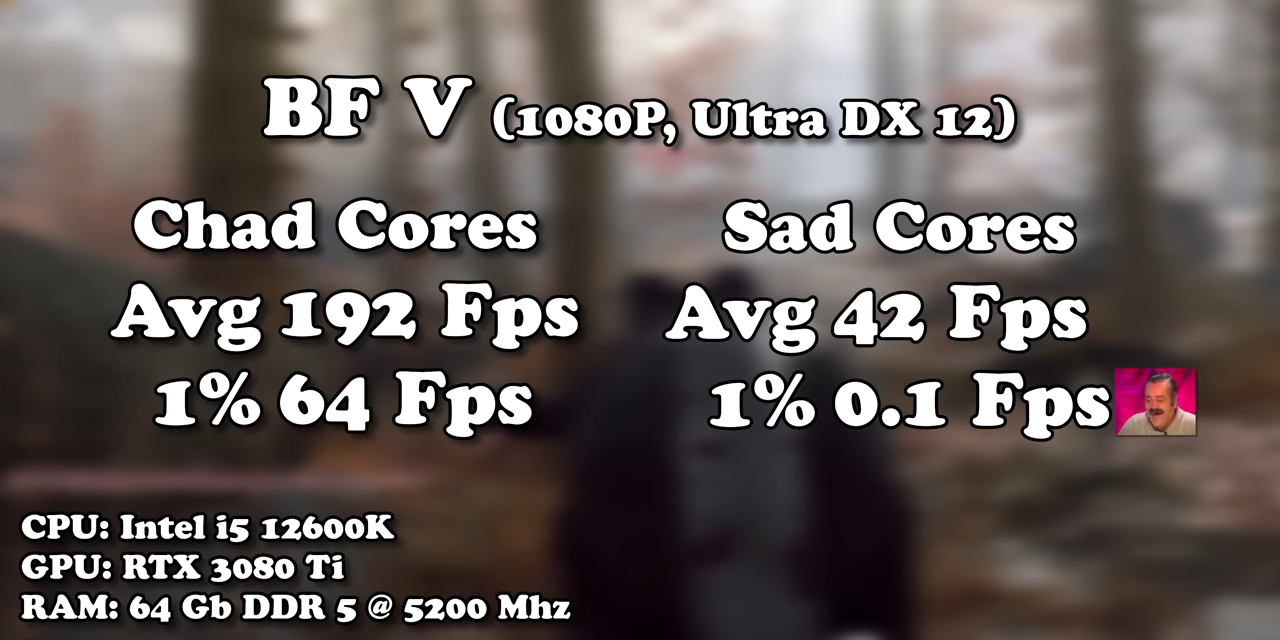 BF V (1080P, Ultra DX 12)
Chad Cores
Avg 192 Fps
1% 64 Fps
Sad Cores
Avg 42 Fps
1% 0.1 Fps
CPU: Intel i5 12600K
GPU: RTX 3080 Ti
RAM: 64 Gb DDR 5 @ 5200 Mhz